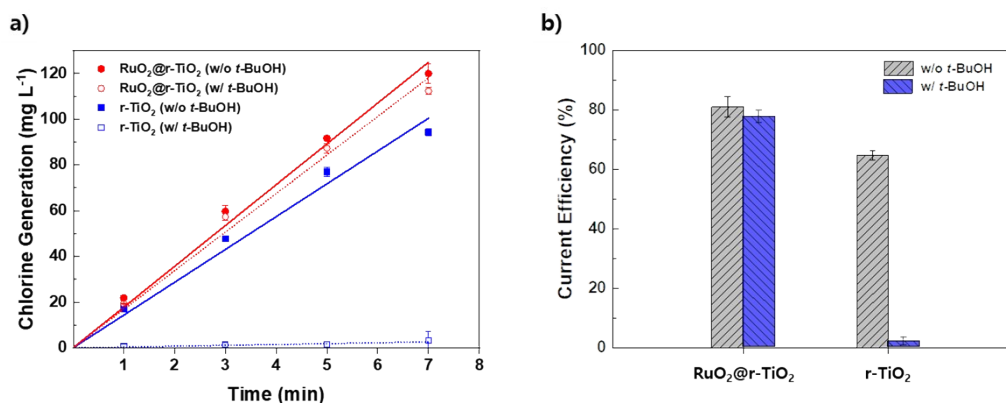 a)
Chlorine Generation (mg L⁻¹)
120
100
80
60
40
20
0
RuO₂@r-TiO₂ (w/o t-BuOH)
RuO₂@r-TiO₂ (w/ t-BuOH)
r-TiO₂ (w/o t-BuOH)
r-TiO₂ (w/ t-BuOH)
1 2 3 4 5 6 7 8
Time (min)
b)
Current Efficiency (%)
100
80
60
40
20
0
w/o t-BuOH
w/ t-BuOH
RuO₂@r-TiO₂ r-TiO₂